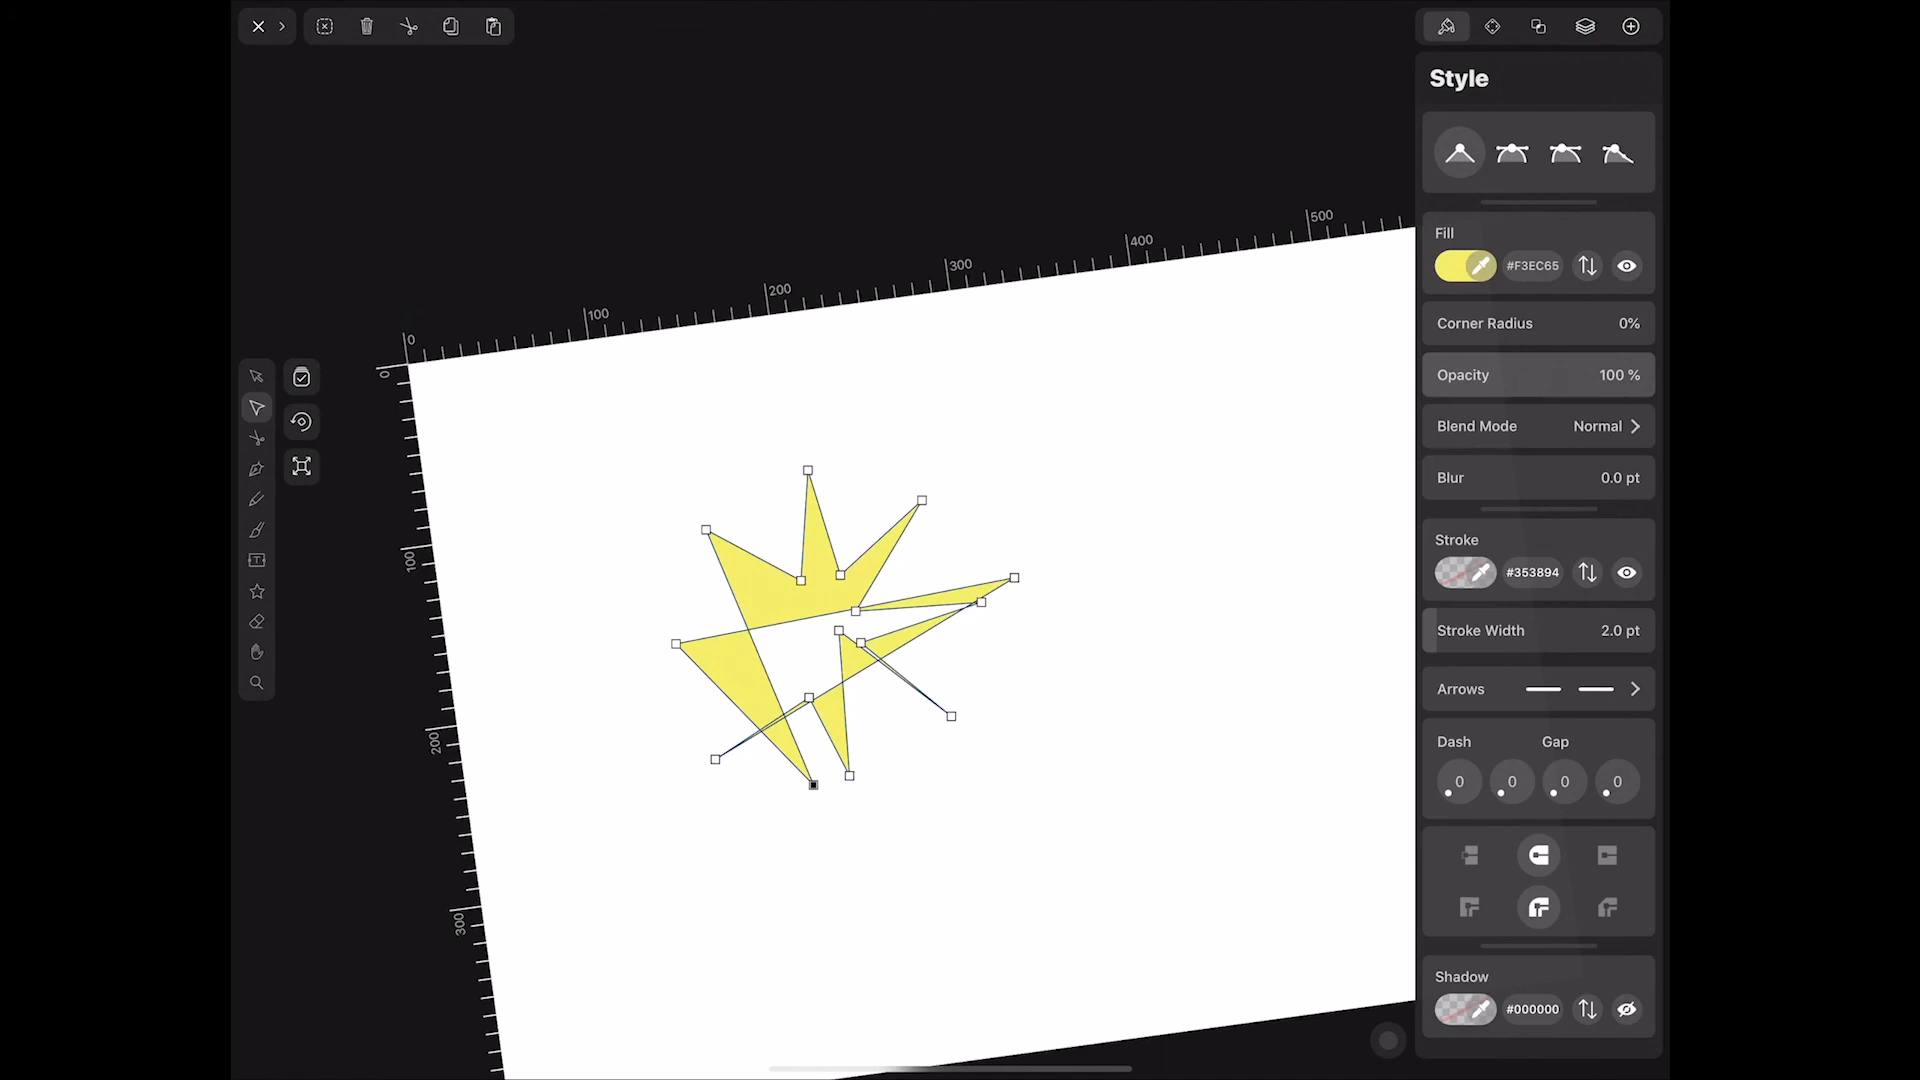 Style
Fill
#F3EC65
Corner Radius 0%
Opacity 100 %
Blend Mode Normal
Blur 0.0 pt
Stroke
#353894
Stroke Width 2.0 pt
Arrows
Dash Gap
0 0 0 0
Shadow
#000000
0 100 200 300 400 500
0
100
200
300
T